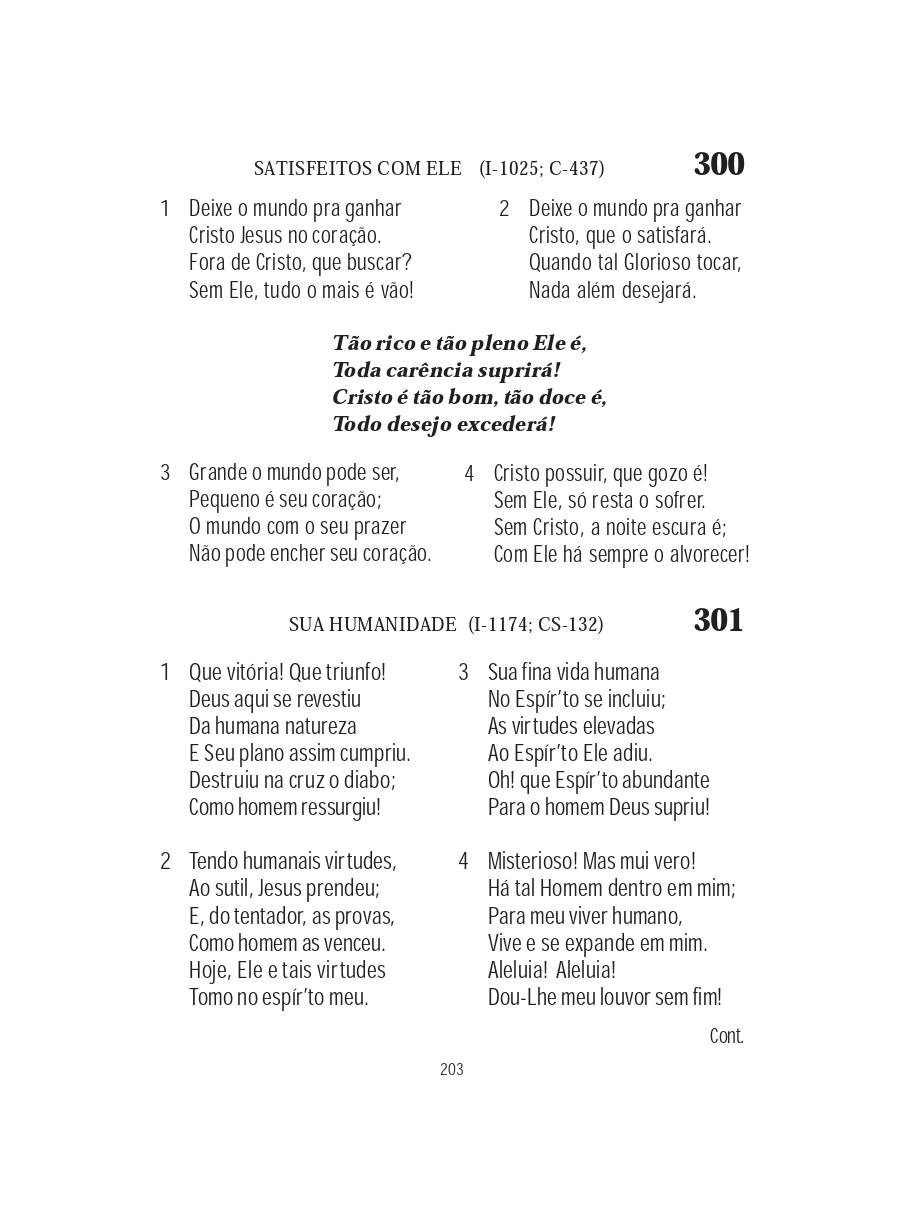 SATISFEITOS COM ELE (I-1025; C-437) 300
1 Deixe o mundo pra ganhar
Cristo Jesus no coração.
Fora de Cristo, que buscar?
Sem Ele, tudo o mais é vão!
2 Deixe o mundo pra ganhar
Cristo, que o satisfará.
Quando tal Glorioso tocar,
Nada além desejará.
Tão rico e tão pleno Ele é,
Toda carência suprirá!
Cristo é tão bom, tão doce é,
Todo desejo excederá!
3 Grande o mundo pode ser,
Pequeno é seu coração;
O mundo com o seu prazer
Não pode encher seu coração.
4 Cristo possuir, que gozo é!
Sem Ele, só resta o sofrer.
Sem Cristo, a noite escura é;
Com Ele há sempre o alvorecer!
SUA HUMANIDADE (I-1174; CS-132) 301
1 Que vitória! Que triunfo!
Deus aqui se revestiu
Da humana natureza
E Seu plano assim cumpriu.
Destruiu na cruz o diabo;
Como homem ressurgiu!
2 Tendo humanais virtudes,
Ao sutil, Jesus prendeu;
E, do tentador, as provas,
Como homem as venceu.
Hoje, Ele e tais virtudes
Tomo no espír’to meu.
3 Sua fina vida humana
No Espír’to se incluiu;
As virtudes elevadas
Ao Espír’to Ele adiu.
Oh! que Espír’to abundante
Para o homem Deus supriu!
4 Misterioso! Mas mui vero!
Há tal Homem dentro em mim;
Para meu viver humano,
Vive e se expande em mim.
Aleluia! Aleluia!
Dou-Lhe meu louvor sem fim!
Cont.
203